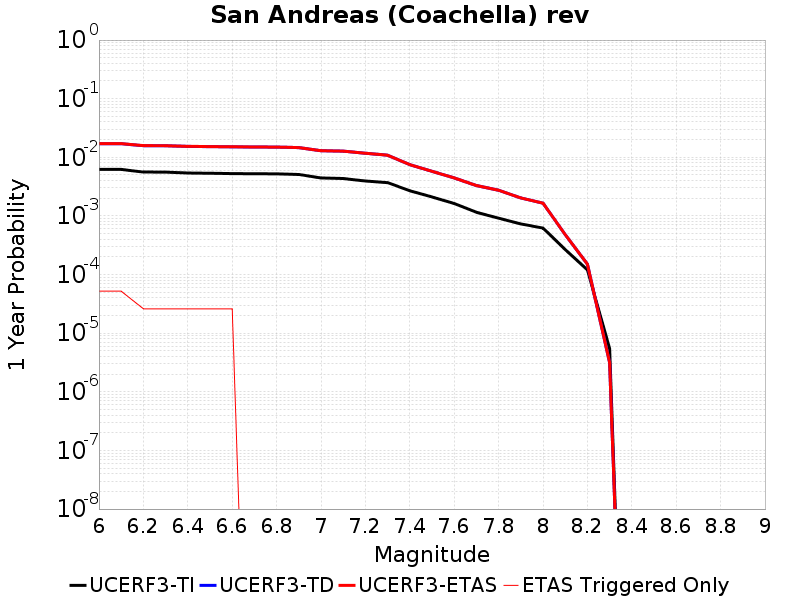 San Andreas (Coachella) rev
10^0
10^-1
10^-2
10^-3
10^-4
10^-5
10^-6
10^-7
10^-8
1 Year Probability
6 6.2 6.4 6.6 6.8 7 7.2 7.4 7.6 7.8 8 8.2 8.4 8.6 8.8 9
Magnitude
UCERF3-TI UCERF3-TD UCERF3-ETAS ETAS Triggered Only